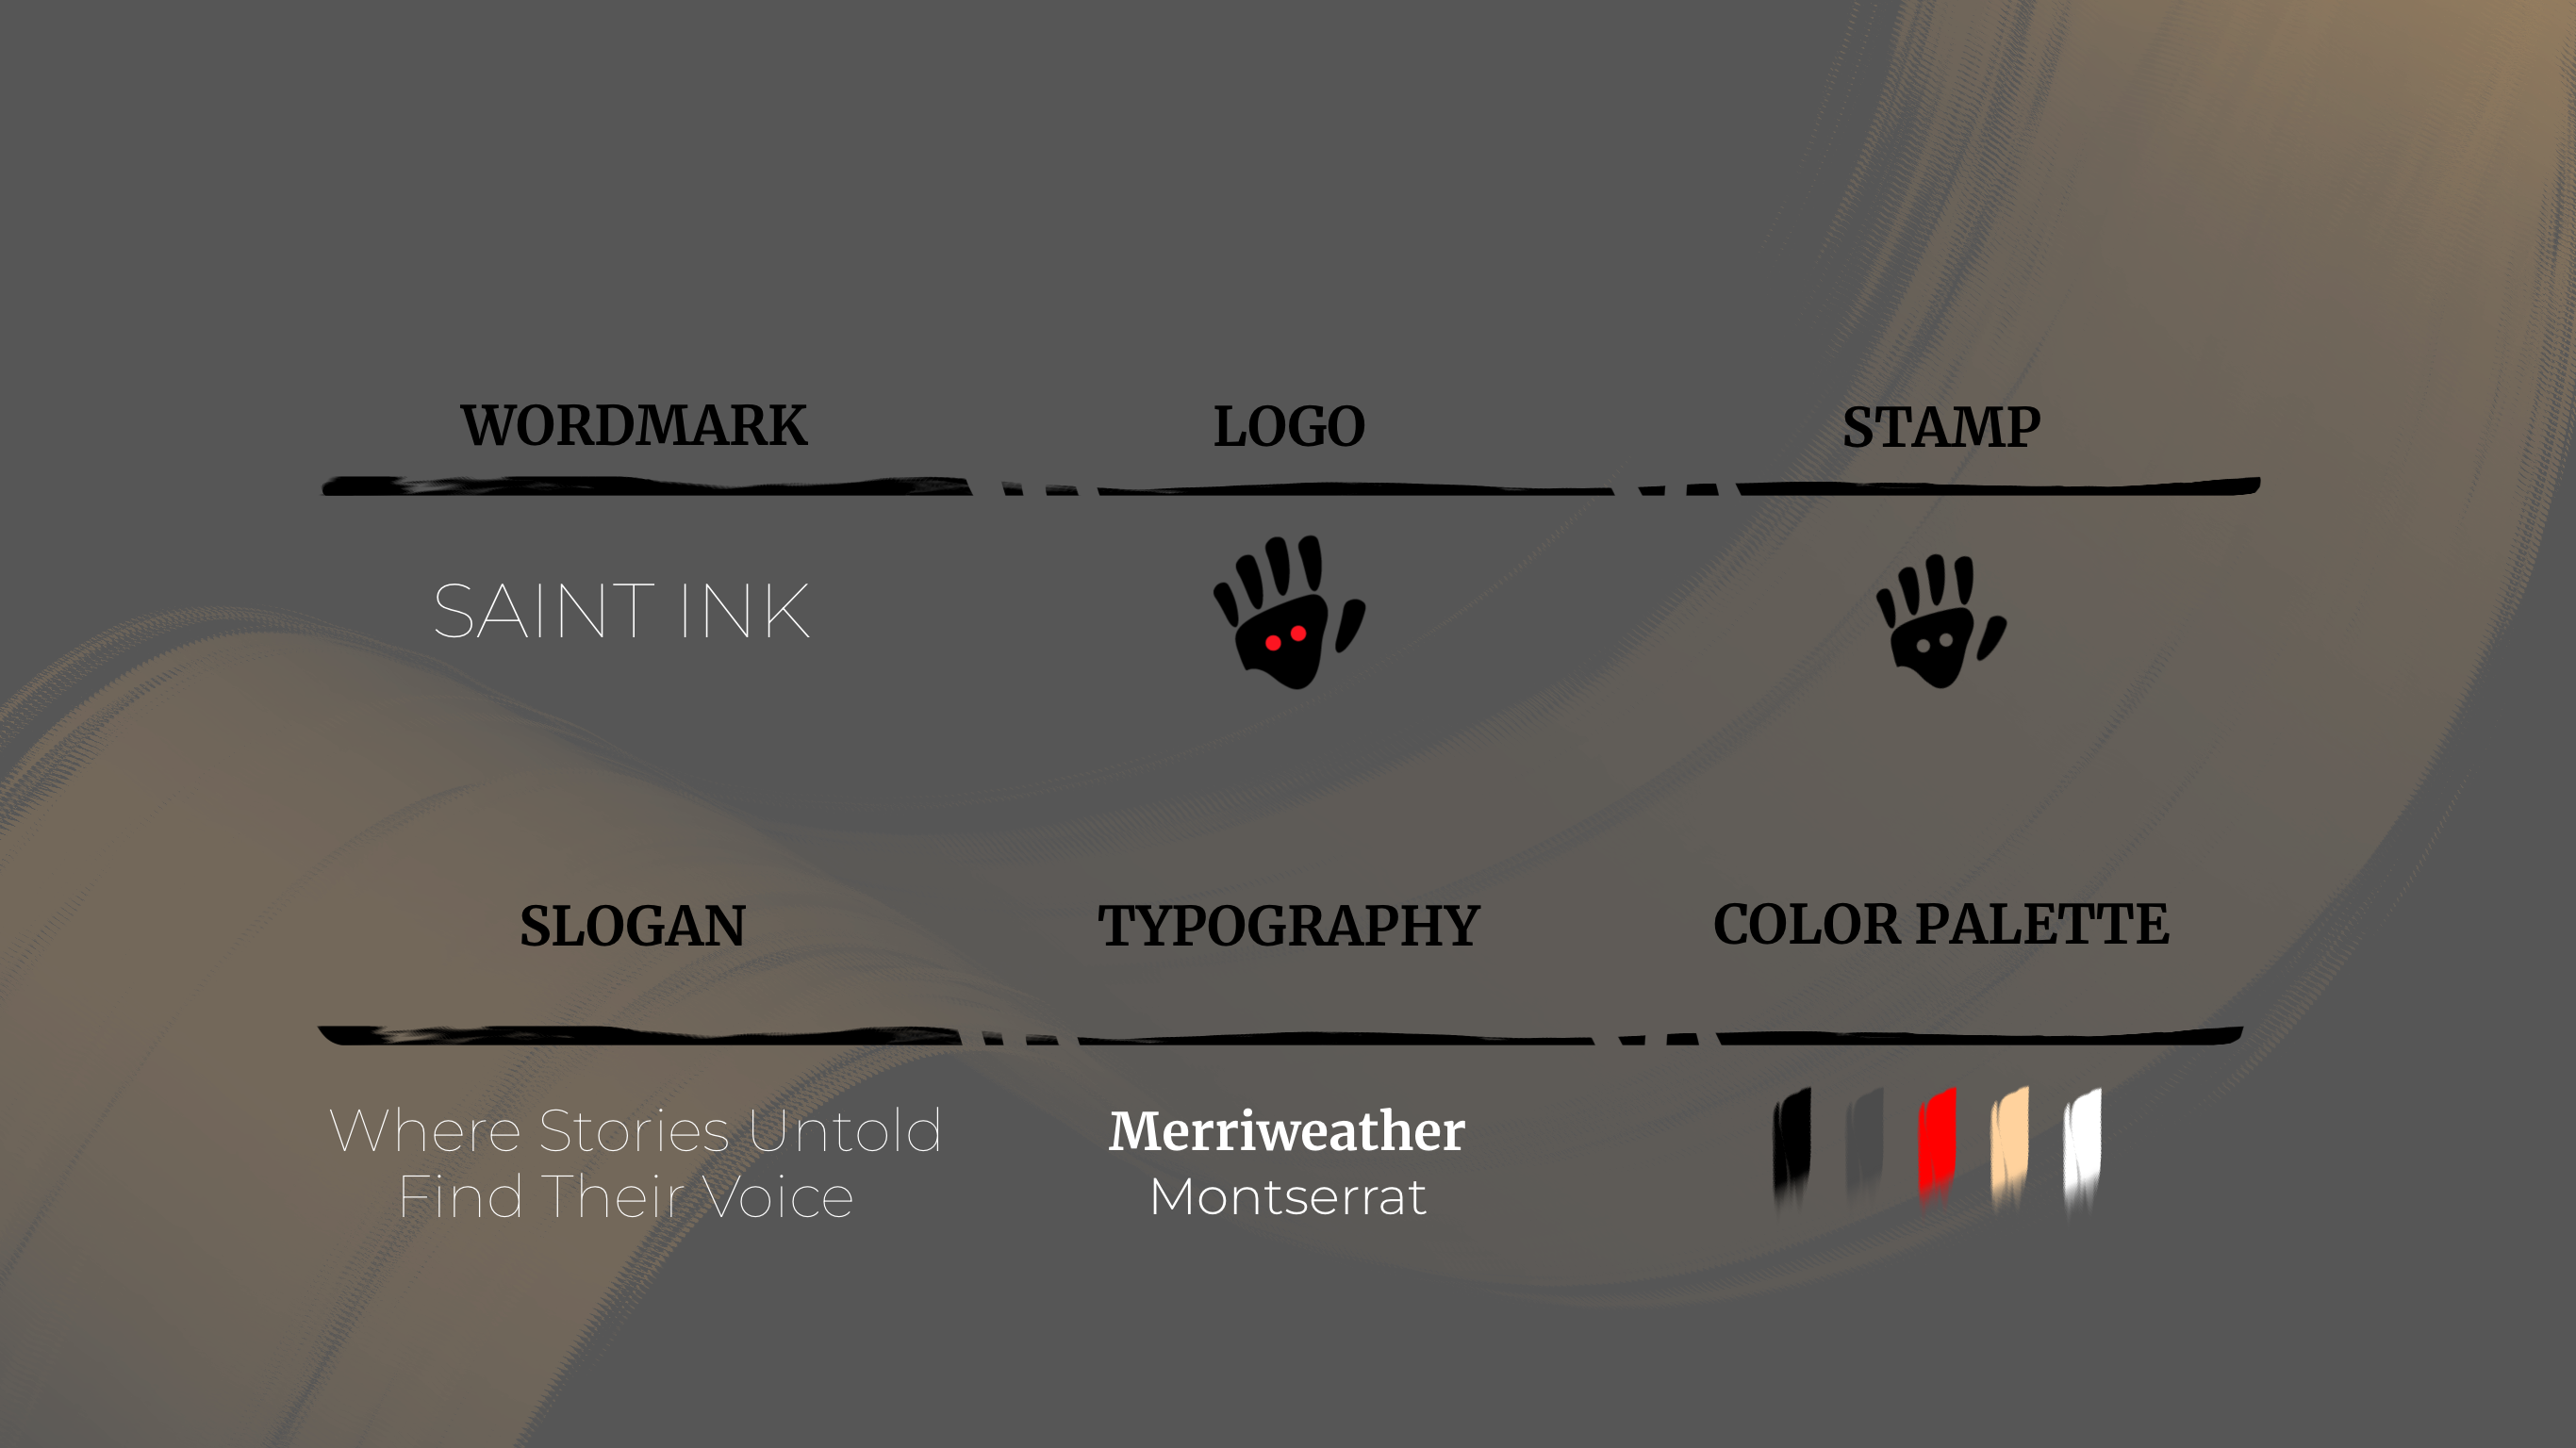 WORDMARK
LOGO
STAMP
SAINT INK
SLOGAN
TYPOGRAPHY
COLOR PALETTE
Where Stories Untold
Find Their Voice
Merriweather
Montserrat